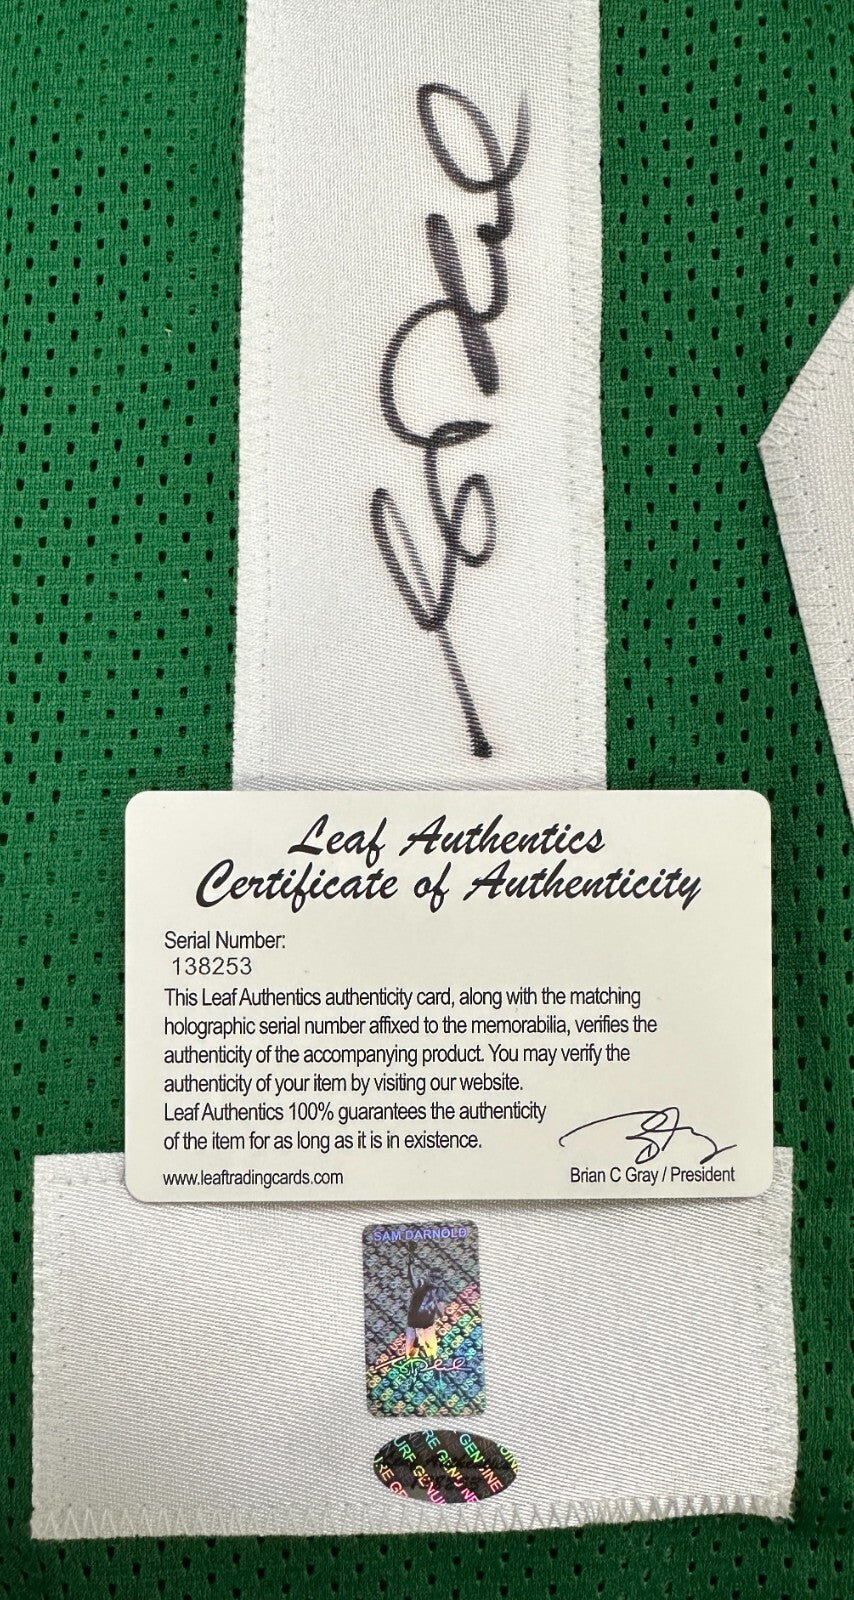 Leaf Authentics
Certificate of Authenticity
Serial Number:
138253
This Leaf Authentics authenticity card, along with the matching
holographic serial number affixed to the memorabilia, verifies the
authenticity of the accompanying product. You may verify the
authenticity of your item by visiting our website.
Leaf Authentics 100% guarantees the authenticity
of the item for as long as it is in existence.
www.leaftradingcards.com
Brian C Gray / President
SAM DARNOLD
GENUINE